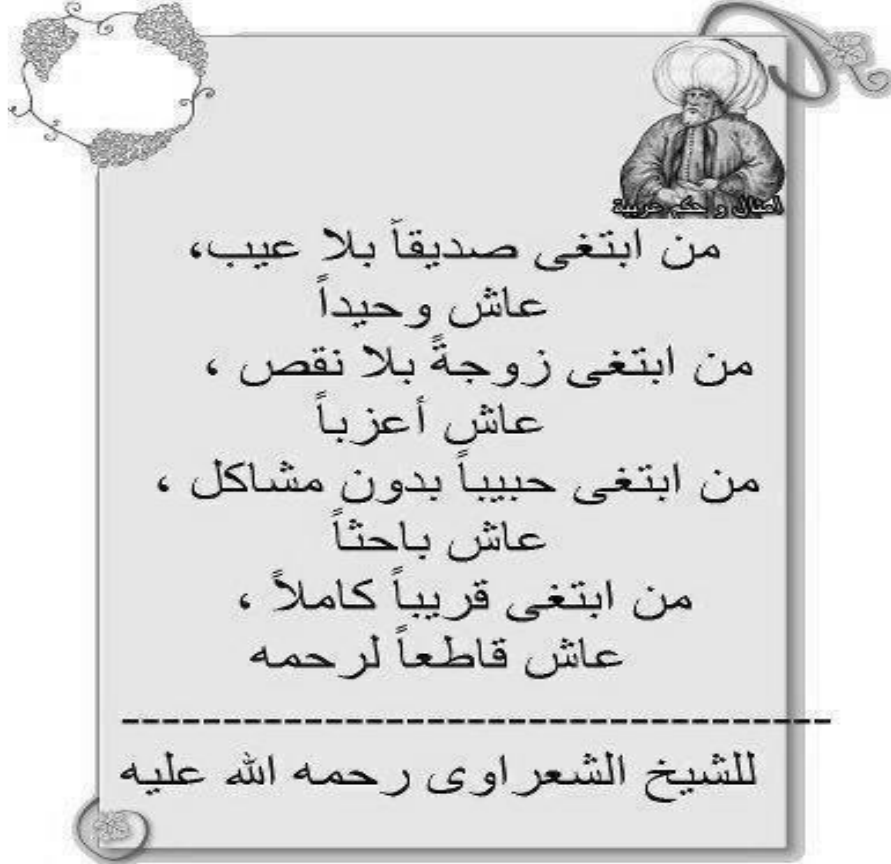 أمثال و حكم عربية
من ابتغى صديقاً بلا عيب،
عاش وحيداً
من ابتغى زوجةً بلا نقص ،
عاش أعزباً
من ابتغى حبيباً بدون مشاكل ،
عاش باحثاً
من ابتغى قريباً كاملاً ،
عاش قاطعاً لرحمه
للشيخ الشعراوى رحمه الله عليه